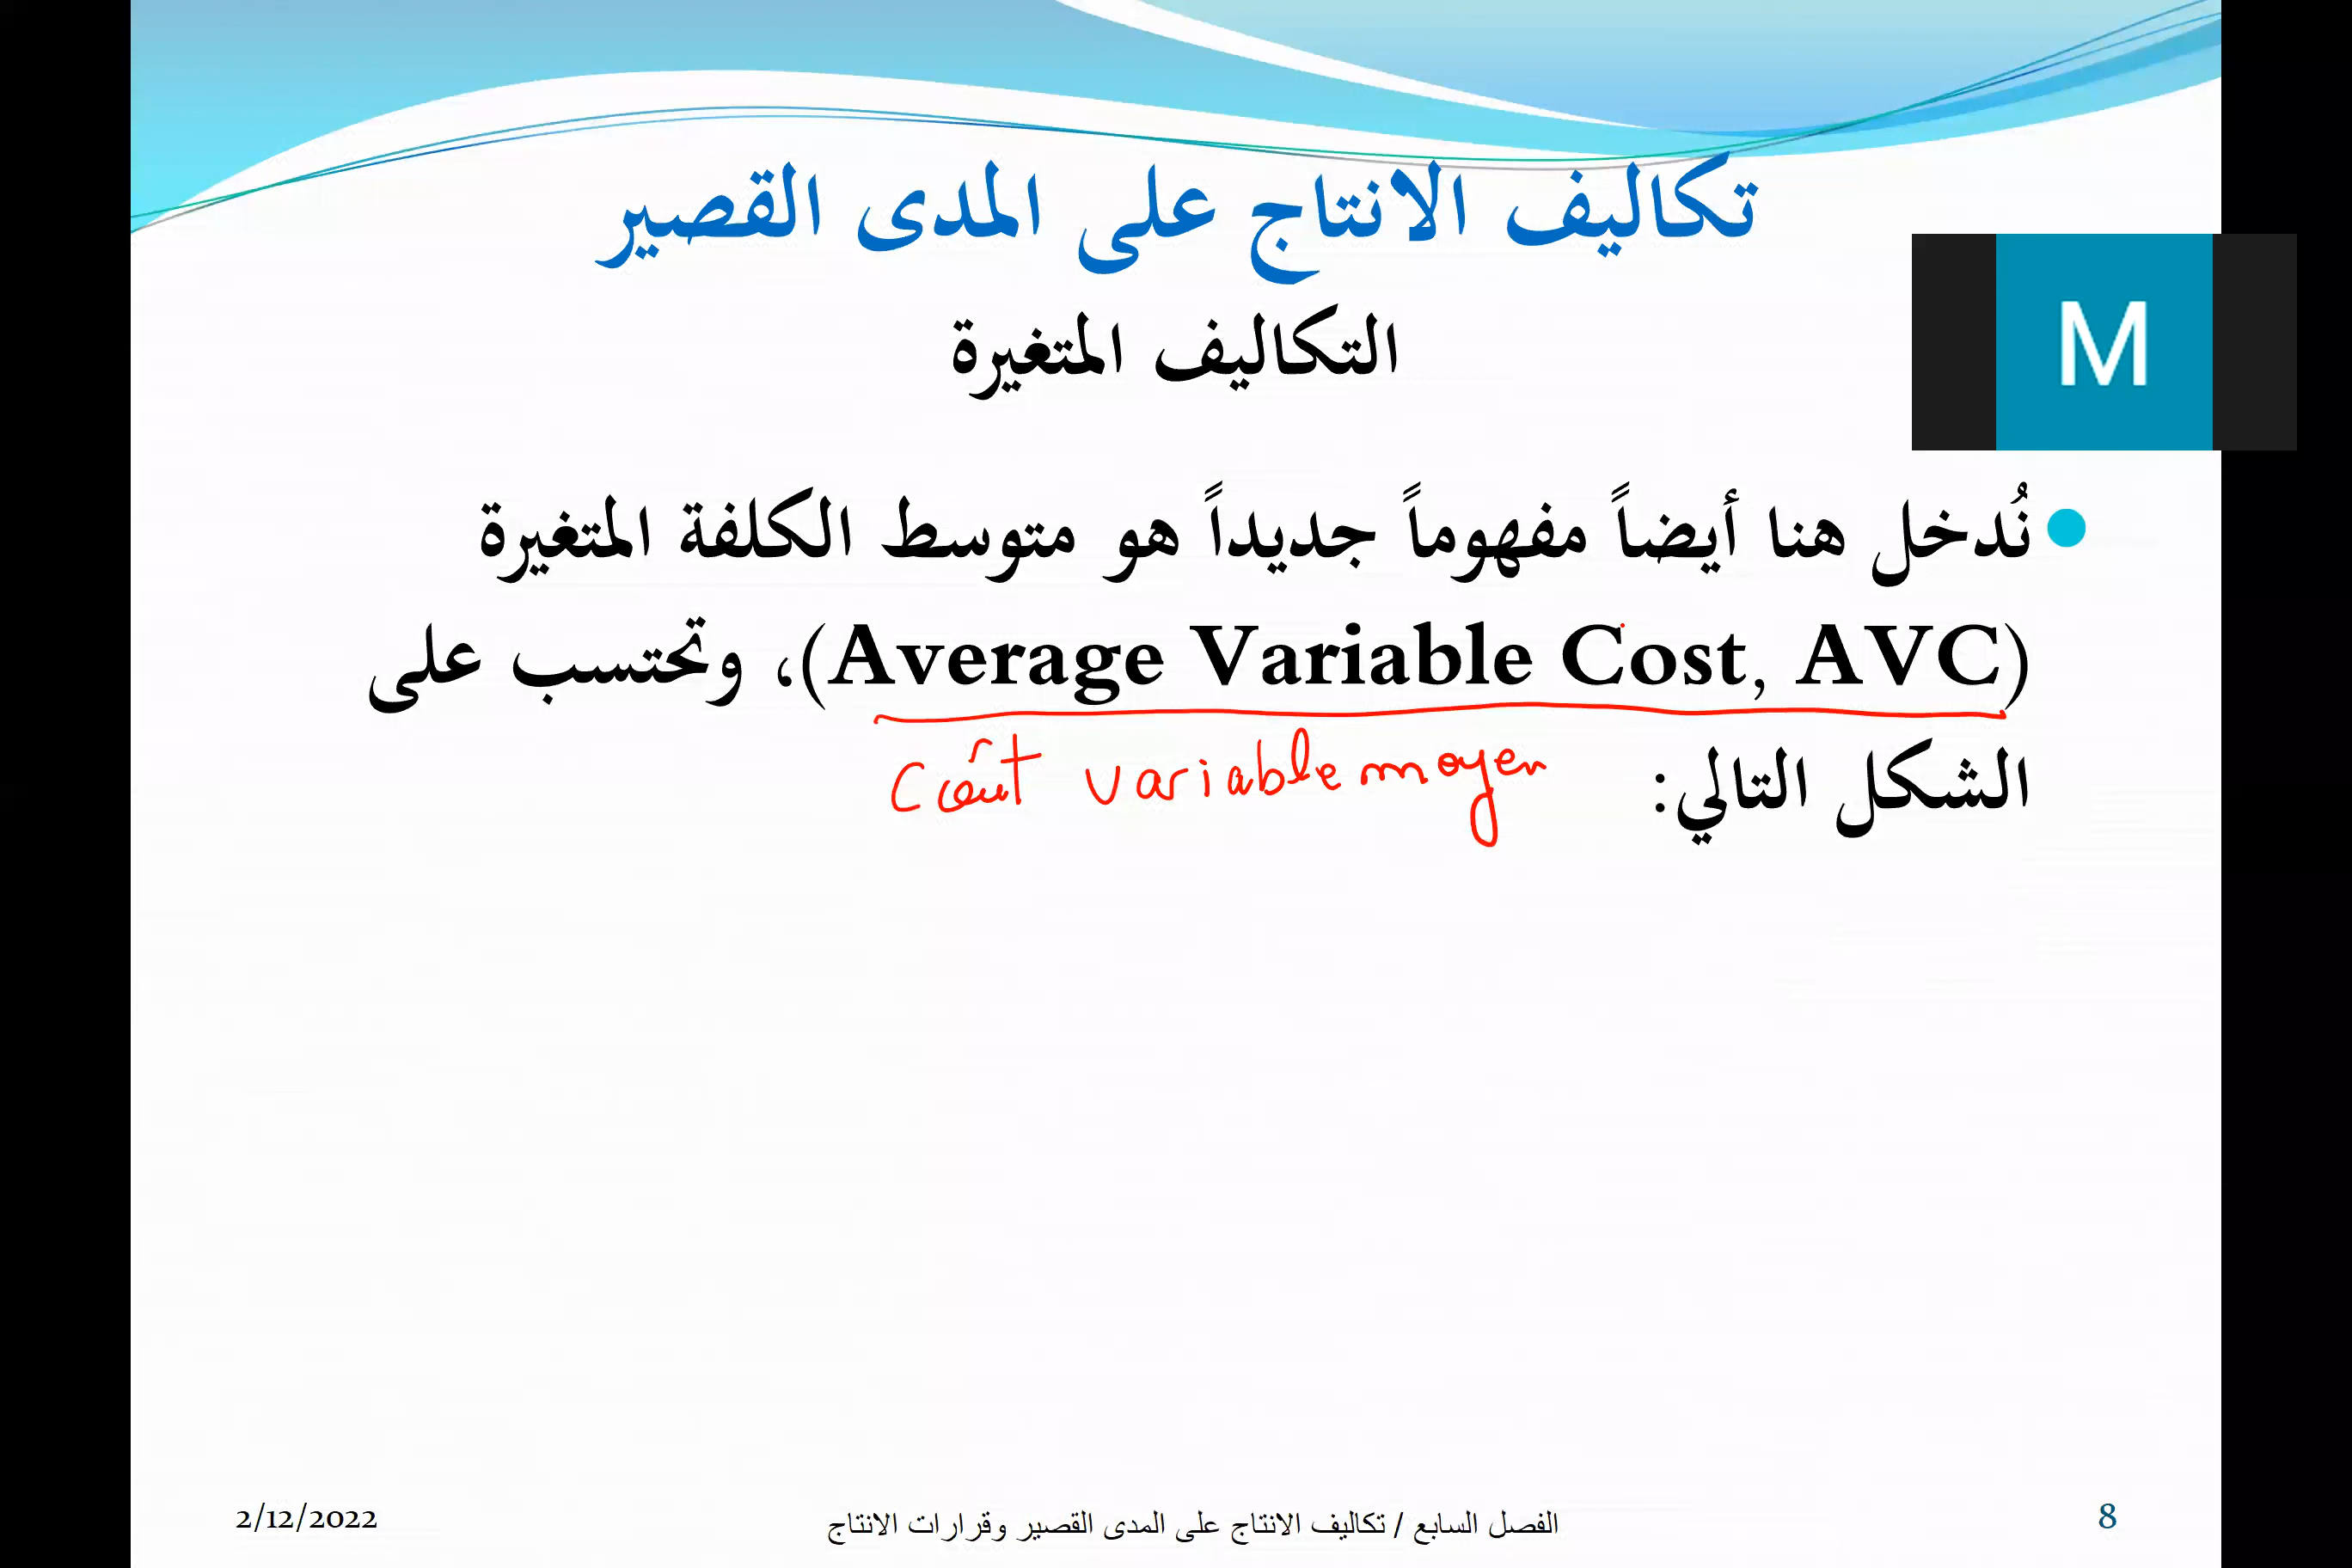 تكاليف الانتاج على المدى القصير
التكاليف المتغيرة
M
نُدخل هنا أيضاً مفهوماً جديداً هو متوسط الكلفة المتغيرة
(Average Variable Cost, AVC)، وتحتسب على
الشكل التالي:
Coût variable moyen
2/12/2022
الفصل السابع / تكاليف الانتاج على المدى القصير وقرارات الانتاج
8